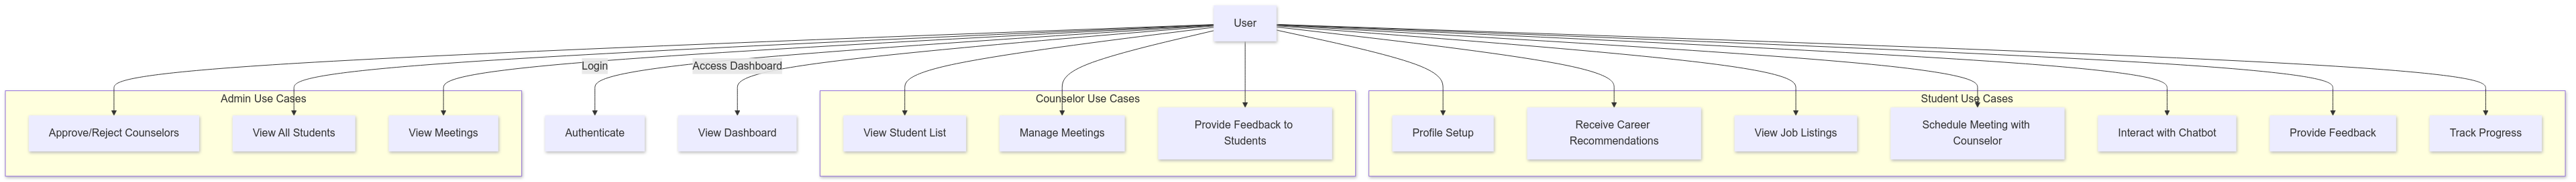 User
Login
Access Dashboard
Admin Use Cases
Counselor Use Cases
Student Use Cases
Approve/Reject Counselors
View All Students
View Meetings
Authenticate
View Dashboard
View Student List
Manage Meetings
Provide Feedback to
Students
Profile Setup
Receive Career
Recommendations
View Job Listings
Schedule Meeting with
Counselor
Interact with Chatbot
Provide Feedback
Track Progress